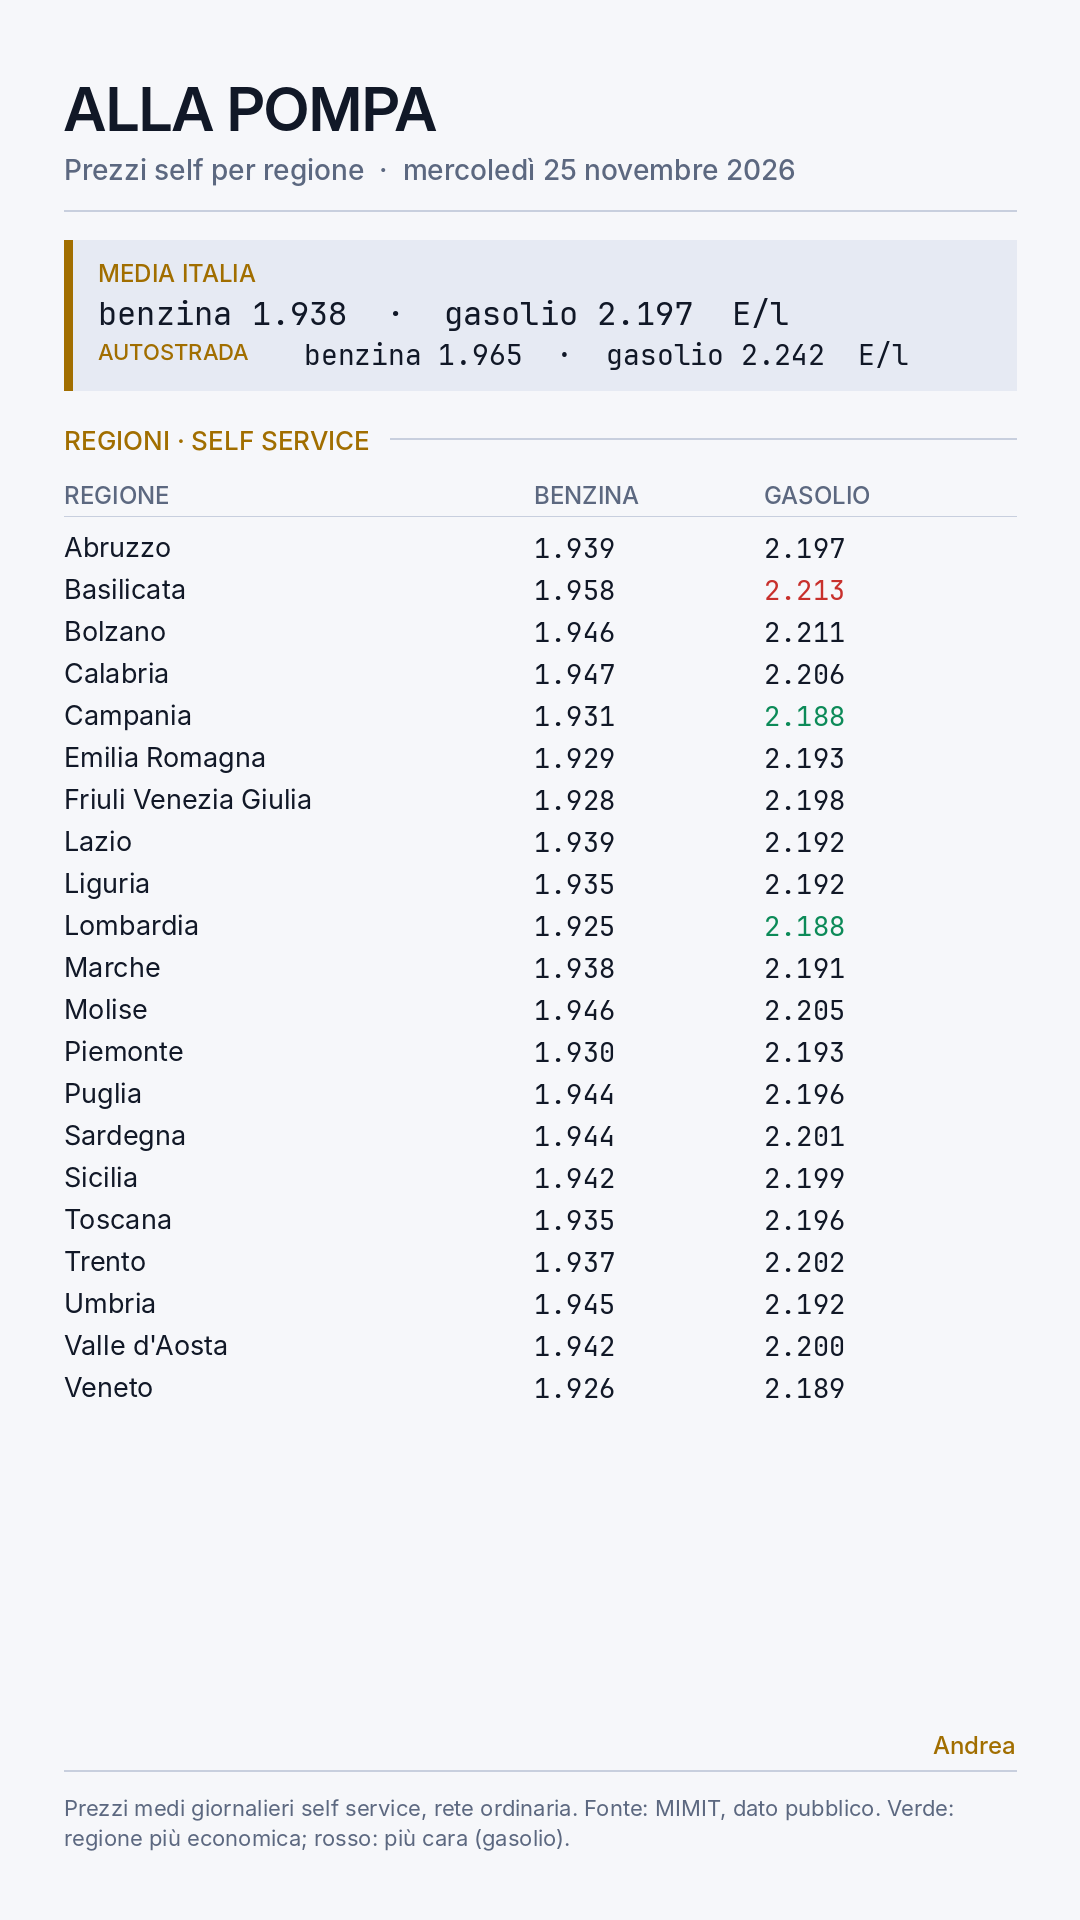 ALLA POMPA
Prezzi self per regione · mercoledì 25 novembre 2026
MEDIA ITALIA
benzina 1.938 · gasolio 2.197 E/l
AUTOSTRADA benzina 1.965 · gasolio 2.242 E/l
REGIONI · SELF SERVICE
REGIONE BENZINA GASOLIO
Abruzzo 1.939 2.197
Basilicata 1.958 2.213
Bolzano 1.946 2.211
Calabria 1.947 2.206
Campania 1.931 2.188
Emilia Romagna 1.929 2.193
Friuli Venezia Giulia 1.928 2.198
Lazio 1.939 2.192
Liguria 1.935 2.192
Lombardia 1.925 2.188
Marche 1.938 2.191
Molise 1.946 2.205
Piemonte 1.930 2.193
Puglia 1.944 2.196
Sardegna 1.944 2.201
Sicilia 1.942 2.199
Toscana 1.935 2.196
Trento 1.937 2.202
Umbria 1.945 2.192
Valle d'Aosta 1.942 2.200
Veneto 1.926 2.189
Andrea
Prezzi medi giornalieri self service, rete ordinaria. Fonte: MIMIT, dato pubblico. Verde:
regione più economica; rosso: più cara (gasolio).